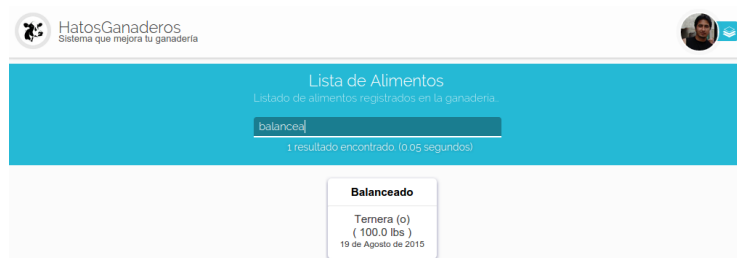 HatosGanaderos
Sistema que mejora tu ganadería
Lista de Alimentos
Listado de alimentos registrados en la ganaderia..
balancea
1 resultado encontrado. (0.05 segundos)
Balanceado
Ternera (o)
( 100.0 lbs )
19 de Agosto de 2015